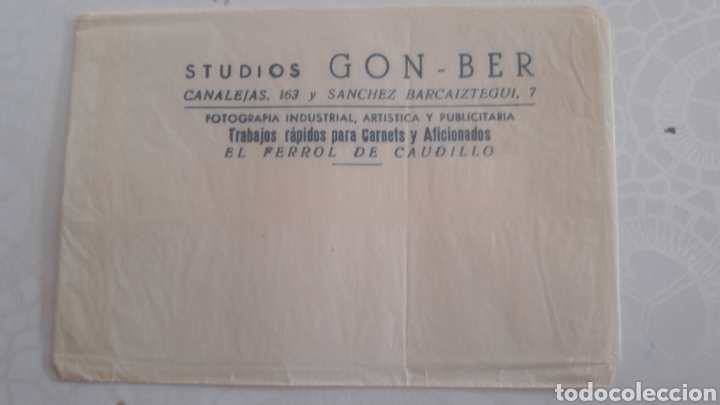 STUDIOS GON-BER
CANALEJAS, 163 y SANCHEZ BARCAIZTEGUI, 7
FOTOGRAFIA INDUSTRIAL, ARTISTICA Y PUBLICITARIA
Trabajos rápidos para Carnets y Aficionados
EL FERROL DE CAUDILLO
todocoleccion